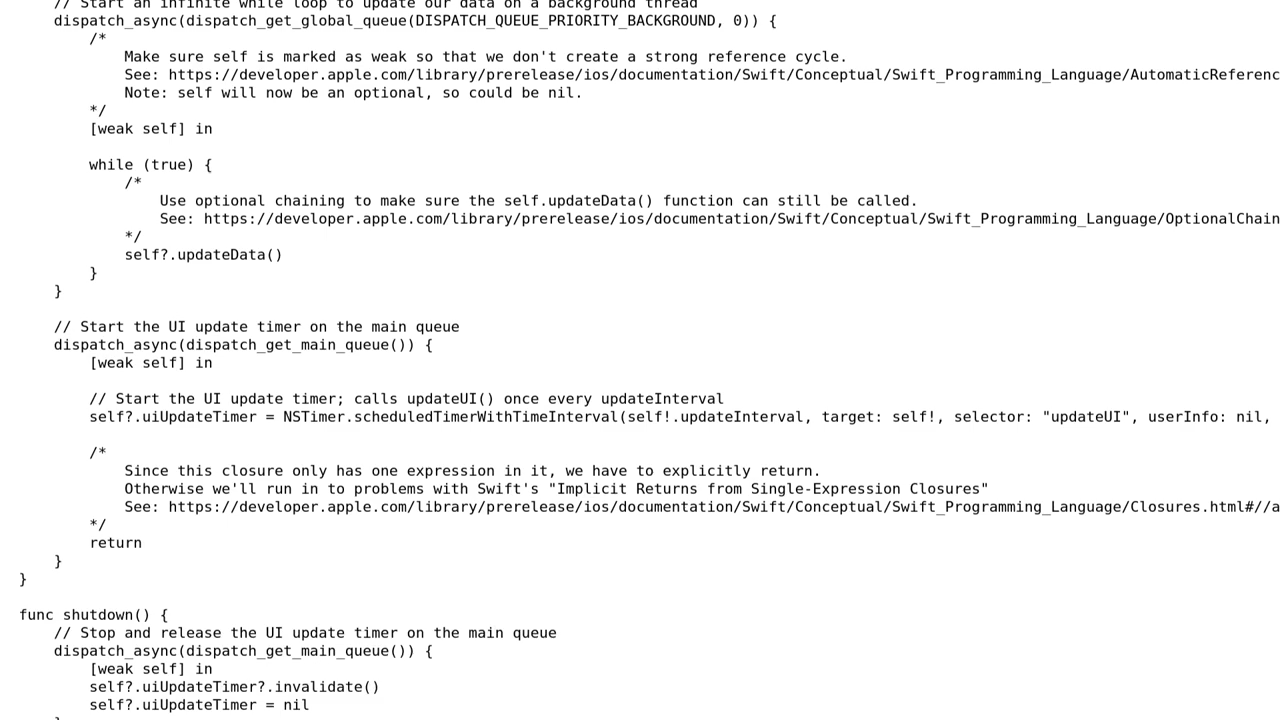 // Start an infinite while loop to update our data on a background thread
dispatch_async(dispatch_get_global_queue(DISPATCH_QUEUE_PRIORITY_BACKGROUND, 0)) {
/*
Make sure self is marked as weak so that we don't create a strong reference cycle.
See: https://developer.apple.com/library/prerelease/ios/documentation/Swift/Conceptual/Swift_Programming_Language/AutomaticReferenc
Note: self will now be an optional, so could be nil.
*/
[weak self] in
while (true) {
/*
Use optional chaining to make sure the self.updateData() function can still be called.
See: https://developer.apple.com/library/prerelease/ios/documentation/Swift/Conceptual/Swift_Programming_Language/OptionalChain
*/
self?.updateData()
}
}
// Start the UI update timer on the main queue
dispatch_async(dispatch_get_main_queue()) {
[weak self] in
// Start the UI update timer; calls updateUI() once every updateInterval
self?.uiUpdateTimer = NSTimer.scheduledTimerWithTimeInterval(self!.updateInterval, target: self!, selector: "updateUI", userInfo: nil,
/*
Since this closure only has one expression in it, we have to explicitly return.
Otherwise we'll run in to problems with Swift's "Implicit Returns from Single-Expression Closures"
See: https://developer.apple.com/library/prerelease/ios/documentation/Swift/Conceptual/Swift_Programming_Language/Closures.html#//a
*/
return
}
}
func shutdown() {
// Stop and release the UI update timer on the main queue
dispatch_async(dispatch_get_main_queue()) {
[weak self] in
self?.uiUpdateTimer?.invalidate()
self?.uiUpdateTimer = nil